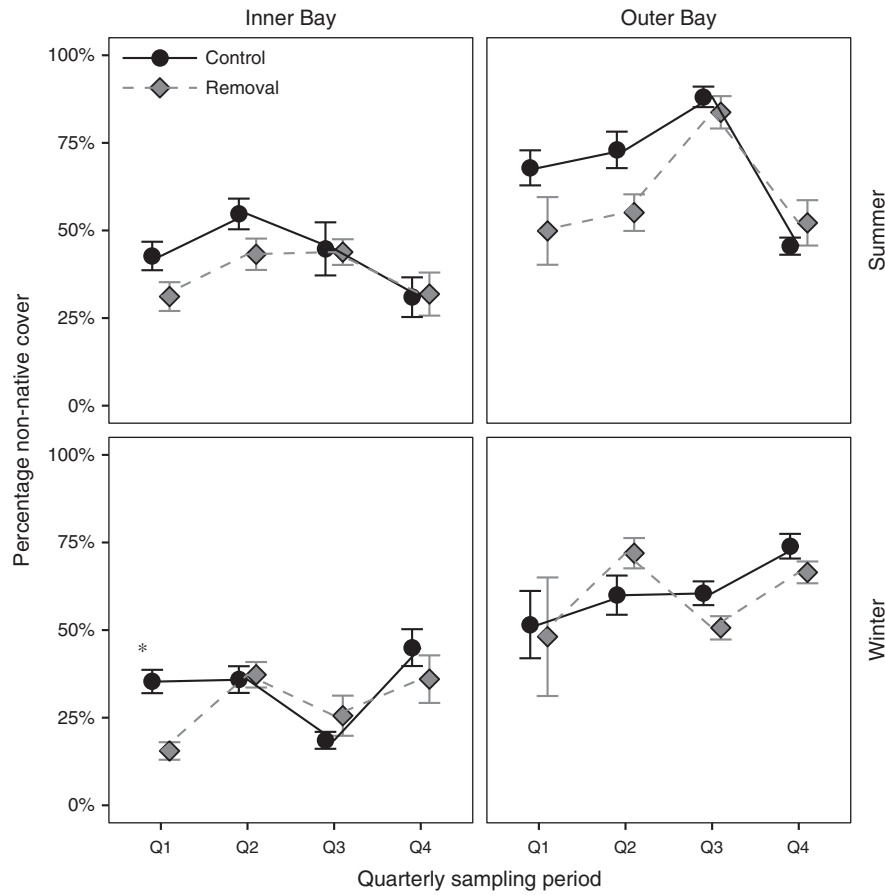 Inner Bay
Outer Bay
Control
Removal
100%
75%
50%
25%
0%
Summer
Percentage non-native cover
100%
75%
50%
25%
0%
*
Winter
Q1 Q2 Q3 Q4
Q1 Q2 Q3 Q4
Quarterly sampling period